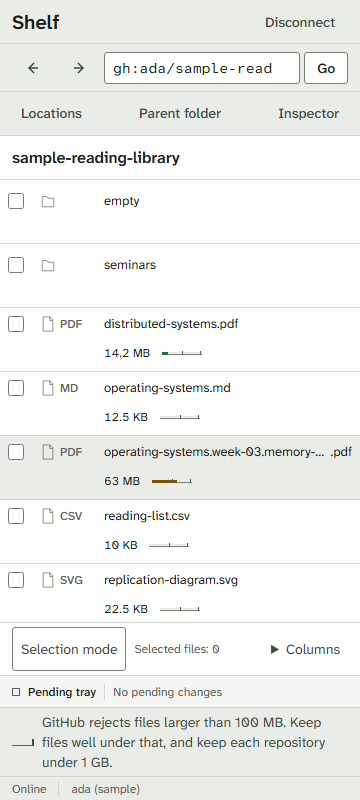 Shelf
Disconnect
gh:ada/sample-read
Go
Locations
Parent folder
Inspector
sample-reading-library
empty
seminars
PDF
distributed-systems.pdf
14.2 MB
MD
operating-systems.md
12.5 KB
PDF
operating-systems.week-03.memory-… .pdf
63 MB
CSV
reading-list.csv
10 KB
SVG
replication-diagram.svg
22.5 KB
Selection mode
Selected files: 0
Columns
Pending tray
No pending changes
GitHub rejects files larger than 100 MB. Keep
files well under that, and keep each repository
under 1 GB.
Online
ada (sample)